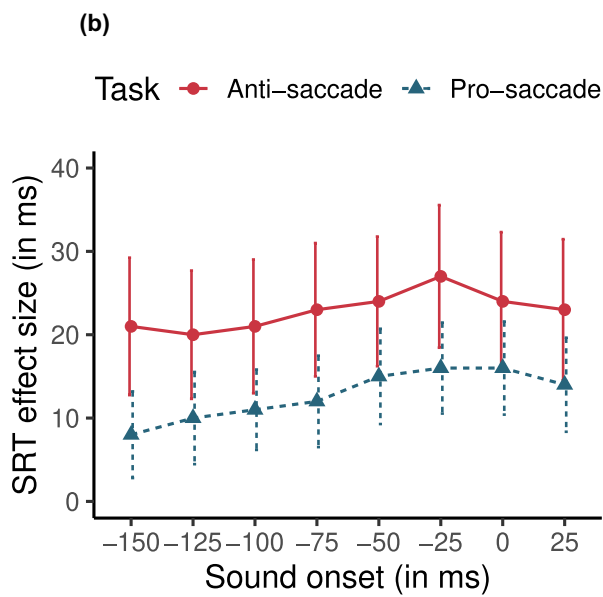 (b)
Task Anti−saccade Pro−saccade
40
30
20
10
0
SRT effect size (in ms)
−150 −125 −100 −75 −50 −25 0 25
Sound onset (in ms)